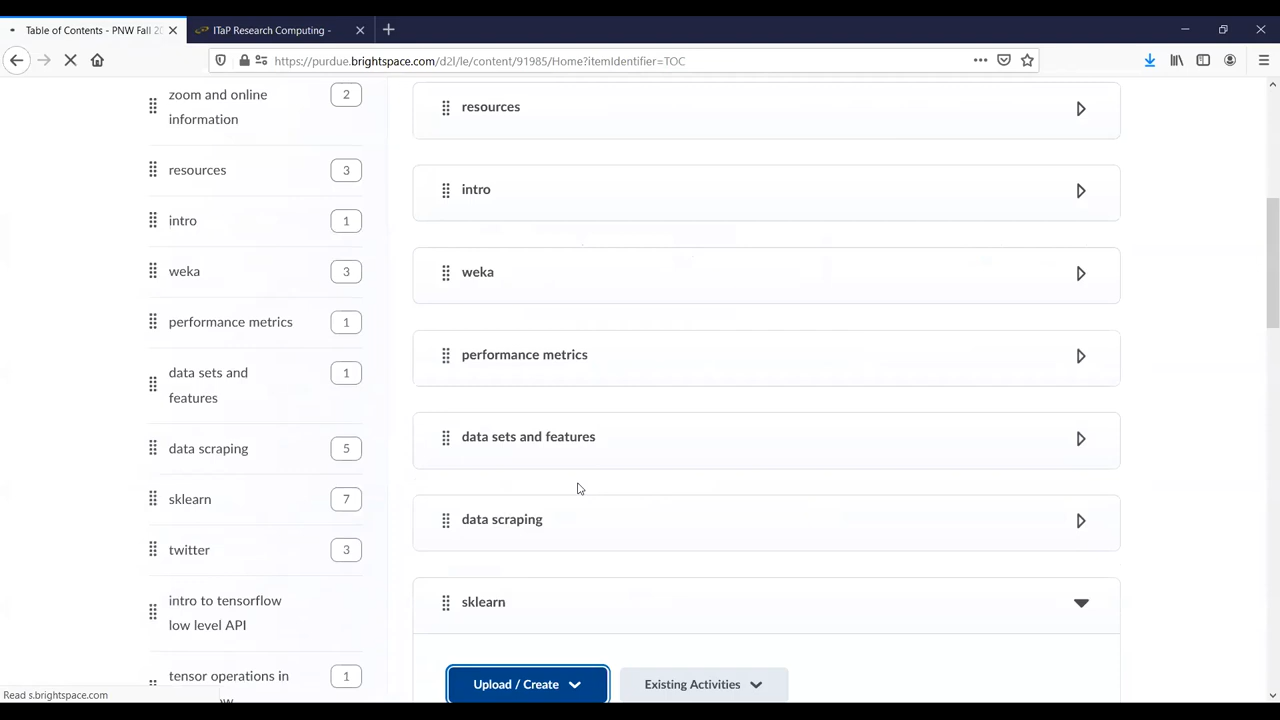 Table of Contents - PNW Fall 20
ITaP Research Computing -
https://purdue.brightspace.com/d2l/le/content/91985/Home?itemIdentifier=TOC
zoom and online
information
2
resources
3
intro
1
weka
3
performance metrics
1
data sets and
features
1
data scraping
5
sklearn
7
twitter
3
intro to tensorflow
low level API
tensor operations in
1
resources
intro
weka
performance metrics
data sets and features
data scraping
sklearn
Upload / Create
Existing Activities
Read s.brightspace.com